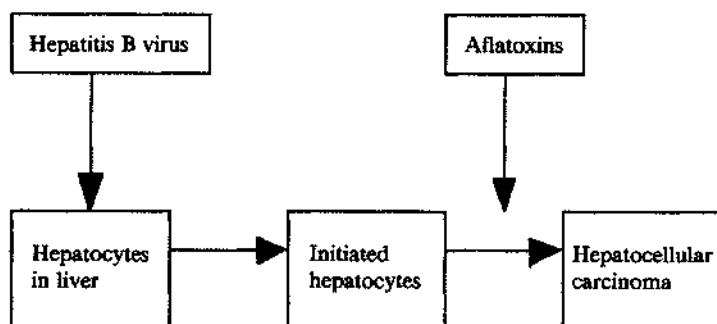 Hepatitis B virus
Aflatoxins
Hepatocytes
in liver
Initiated
hepatocytes
Hepatocellular
carcinoma